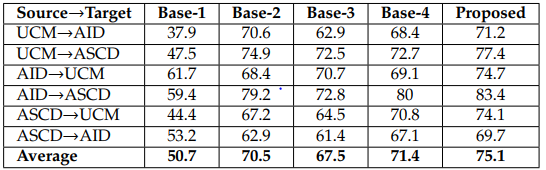 Source→Target Base-1 Base-2 Base-3 Base-4 Proposed
UCM→AID 37.9 70.6 62.9 68.4 71.2
UCM→ASCD 47.5 74.9 72.5 72.7 77.4
AID→UCM 61.7 68.4 70.7 69.1 74.7
AID→ASCD 59.4 79.2 72.8 80 83.4
ASCD→UCM 44.4 67.2 64.5 70.8 74.1
ASCD→AID 53.2 62.9 61.4 67.1 69.7
Average 50.7 70.5 67.5 71.4 75.1